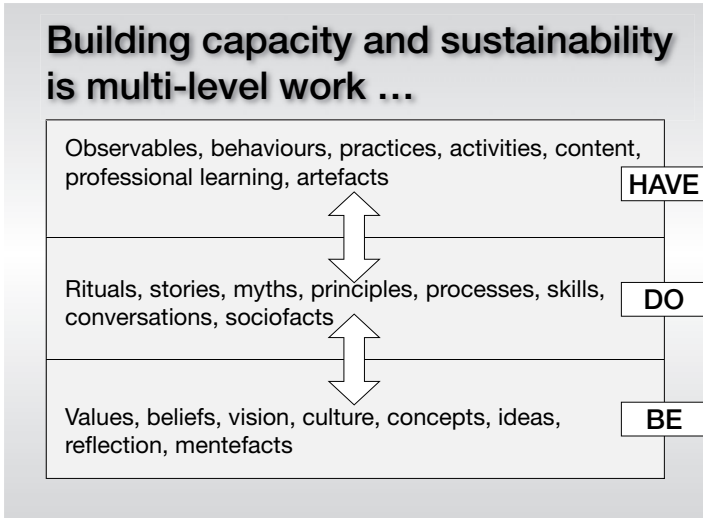 Building capacity and sustainability
is multi-level work …
Observables, behaviours, practices, activities, content,
professional learning, artefacts
HAVE
Rituals, stories, myths, principles, processes, skills,
conversations, sociofacts
DO
Values, beliefs, vision, culture, concepts, ideas,
reflection, mentefacts
BE